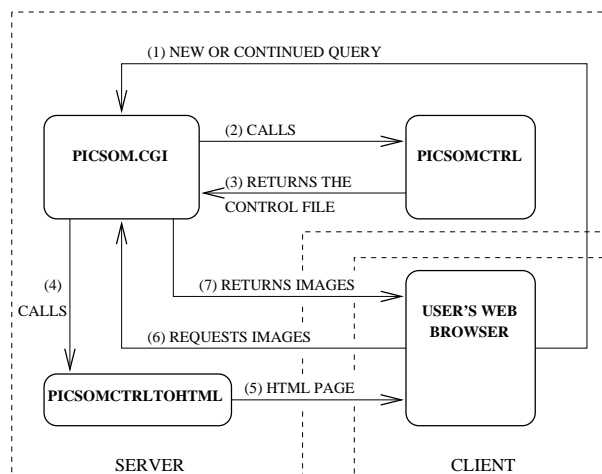 (1) NEW OR CONTINUED QUERY
(2) CALLS
PICSOM.CGI
PICSOMCTRL
(3) RETURNS THE
CONTROL FILE
(4)
CALLS
(7) RETURNS IMAGES
USER'S WEB
BROWSER
(6) REQUESTS IMAGES
PICSOMCTRLTOHTML
(5) HTML PAGE
SERVER
CLIENT